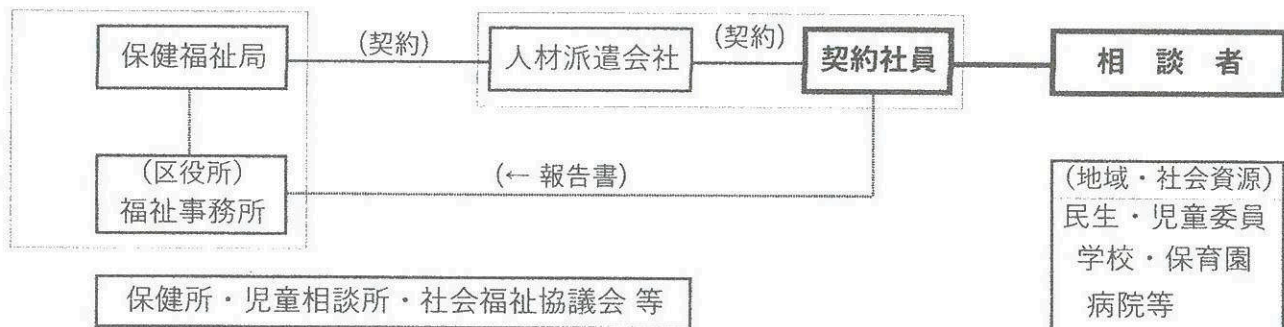 保健福祉局
(契約)
人材派遣会社
(契約)
契約社員
相 談 者
(区役所)
福祉事務所
(← 報告書)
(地域・社会資源)
民生・児童委員
学校・保育園
病院等
保健所・児童相談所・社会福祉協議会 等